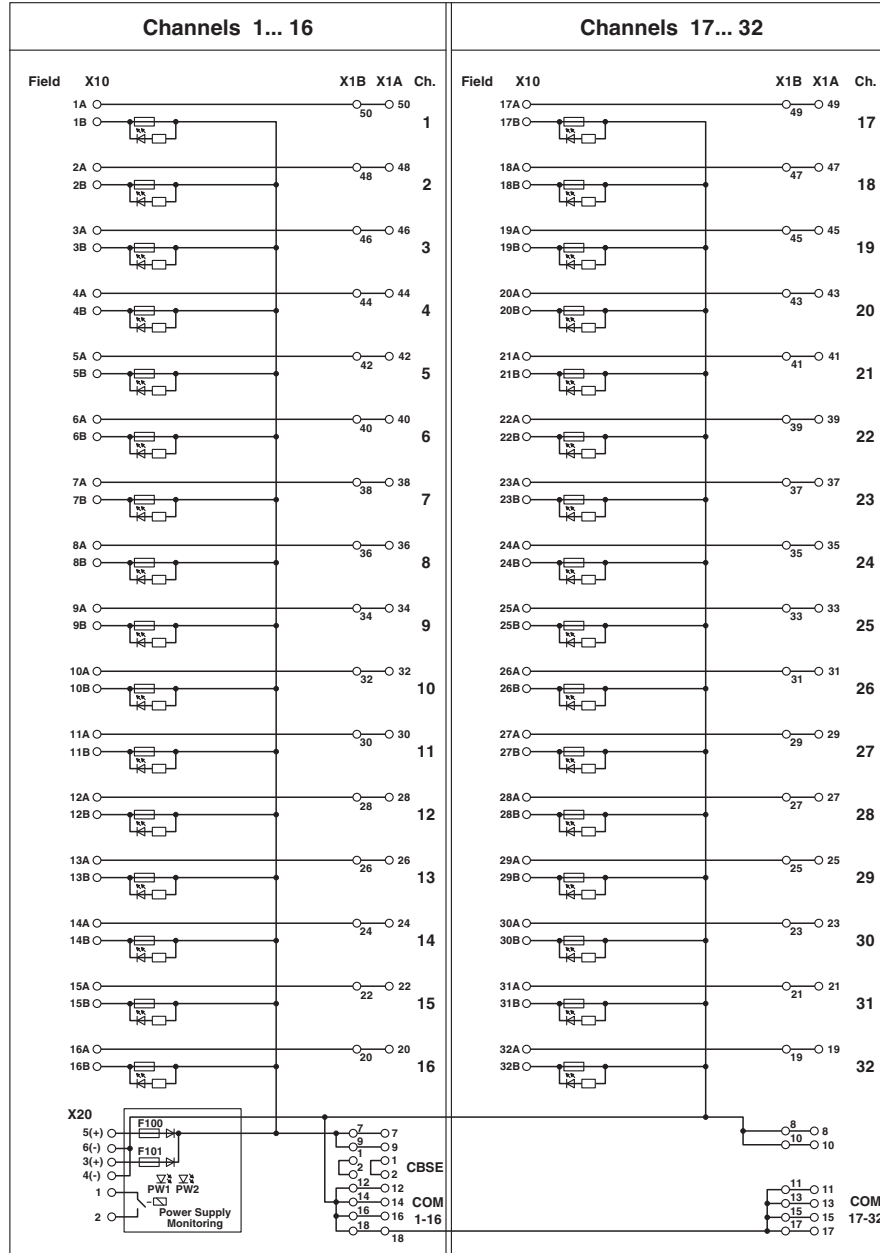 Channels 1... 16 Channels 17... 32
Field X10 X1B X1A Ch. Field X10 X1B X1A Ch.
1A 50 50 17A 49 49
1B 1 17B 17
2A 48 48 18A 47 47
2B 2 18B 18
3A 46 46 19A 45 45
3B 3 19B 19
4A 44 44 20A 43 43
4B 4 20B 20
5A 42 42 21A 41 41
5B 5 21B 21
6A 40 40 22A 39 39
6B 6 22B 22
7A 38 38 23A 37 37
7B 7 23B 23
8A 36 36 24A 35 35
8B 8 24B 24
9A 34 34 25A 33 33
9B 9 25B 25
10A 32 32 26A 31 31
10B 10 26B 26
11A 30 30 27A 29 29
11B 11 27B 27
12A 28 28 28A 27 27
12B 12 28B 28
13A 26 26 29A 25 25
13B 13 29B 29
14A 24 24 30A 23 23
14B 14 30B 30
15A 22 22 31A 21 21
15B 15 31B 31
16A 20 20 32A 19 19
16B 16 32B 32
X20
F100
5(+) 7 7 8 8
6(-) 9 9 10 10
F101
3(+) 1 1
4(-) 2 2 CBSE
PW1 PW2
1 12 12 11 11
14 14 COM 13 13 COM
Power Supply 16 16 1-16 15 15 17-32
2 Monitoring 18 18 17 17